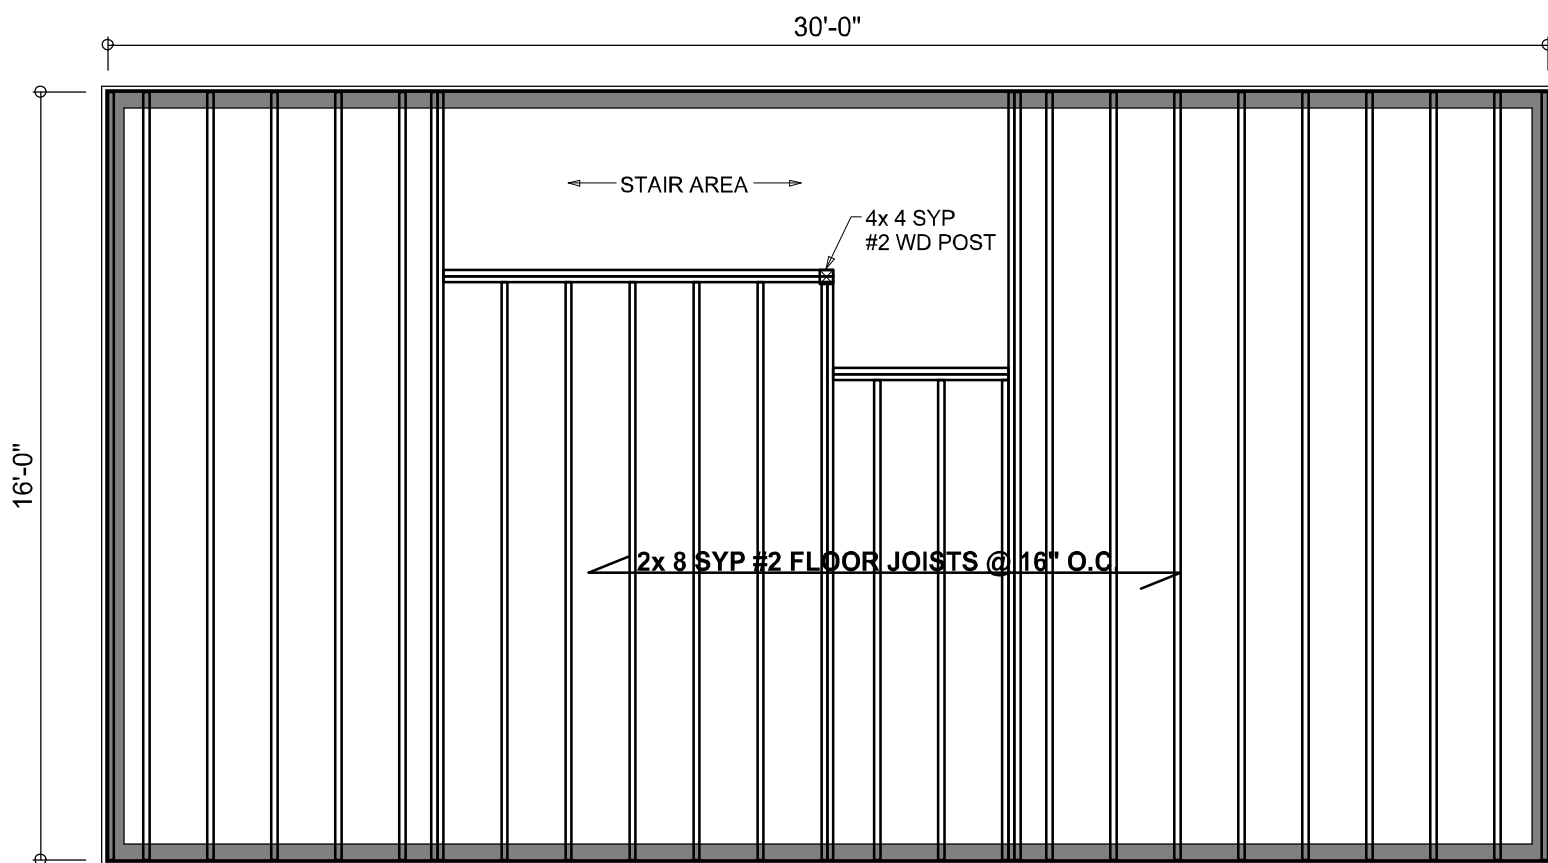 30'-0"
STAIR AREA
4x 4 SYP
#2 WD POST
16'-0"
2x 8 SYP #2 FLOOR JOISTS @ 16" O.C.